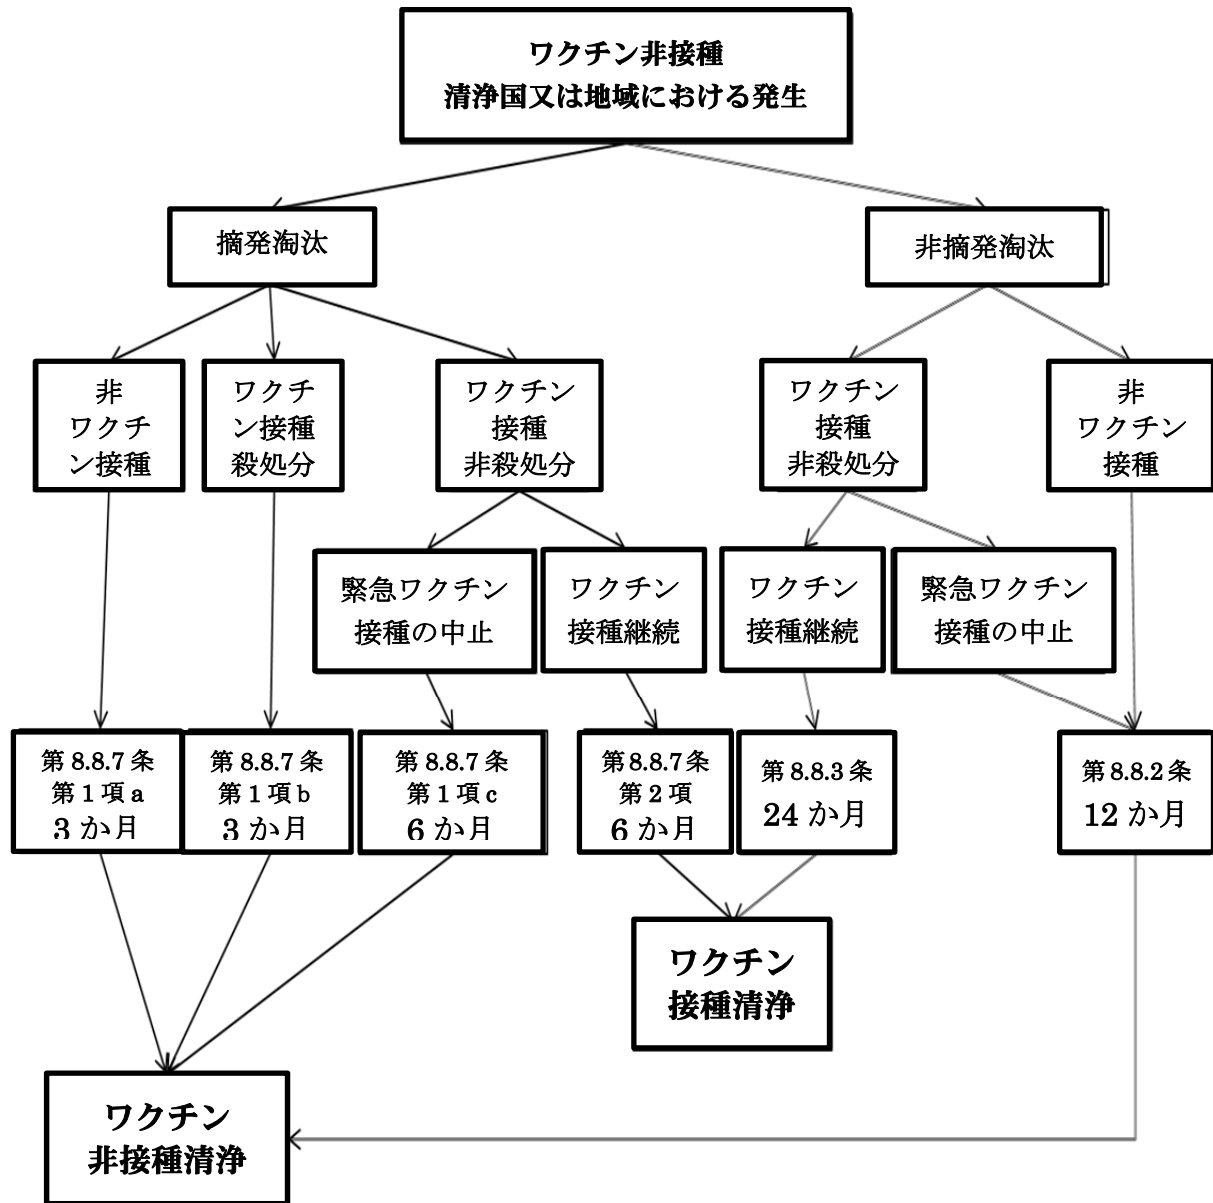 ワクチン非接種
清浄国又は地域における発生
摘発淘汰
非摘発淘汰
非
ワクチ
ン接種
ワクチ
ン接種
殺処分
ワクチン
接種
非殺処分
ワクチン
接種
非殺処分
非
ワクチン
接種
緊急ワクチン
接種の中止
ワクチン
接種継続
ワクチン
接種継続
緊急ワクチン
接種の中止
第 8.8.7 条
第 1 項 a
3 か月
第 8.8.7 条
第 1 項 b
3 か月
第 8.8.7 条
第 1 項 c
6 か月
第 8.8.7 条
第 2 項
6 か月
第 8.8.3 条
24 か月
第 8.8.2 条
12 か月
ワクチン
接種清浄
ワクチン
非接種清浄